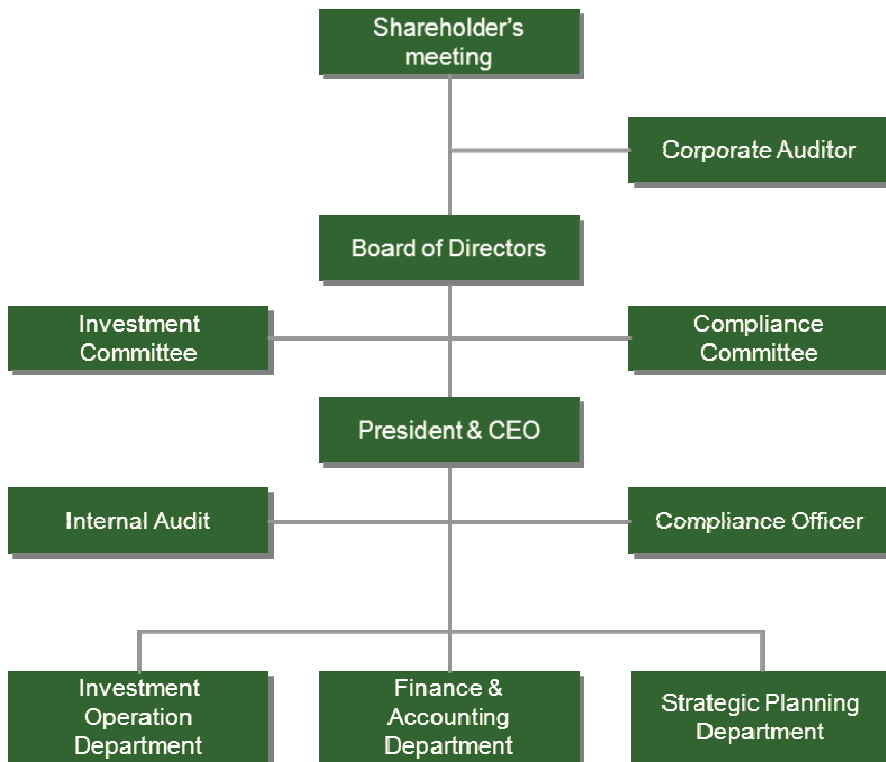 Shareholder's
meeting
Corporate Auditor
Board of Directors
Investment
Committee
Compliance
Committee
President & CEO
Internal Audit
Compliance Officer
Investment
Operation
Department
Finance &
Accounting
Department
Strategic Planning
Department